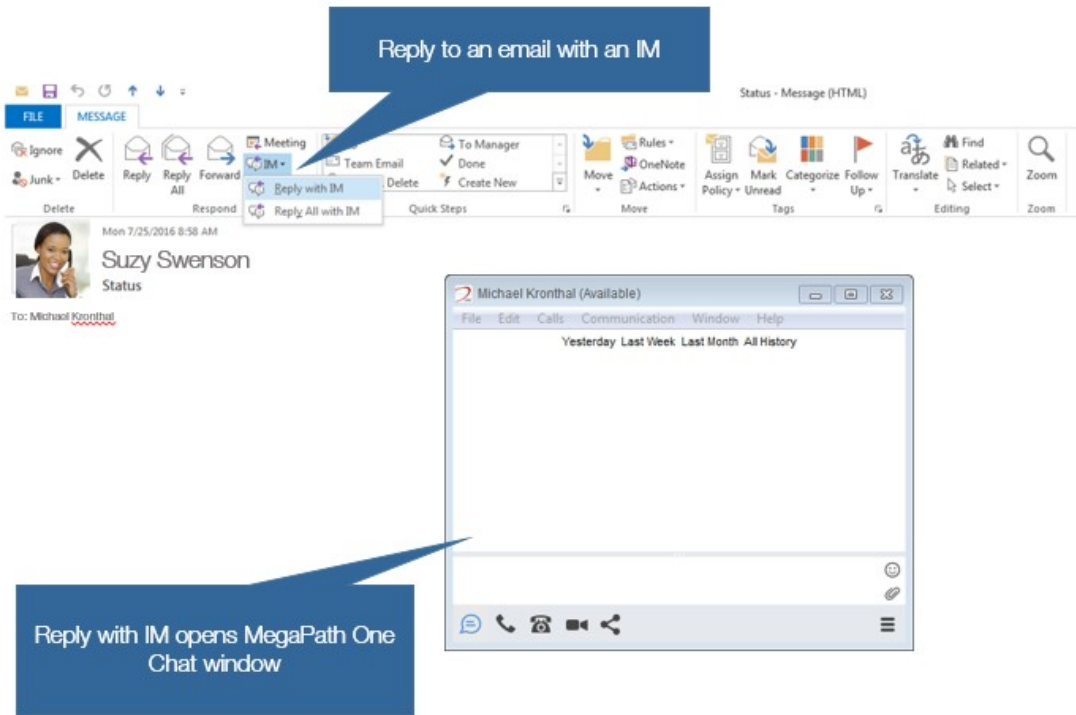 Reply to an email with an IM
Status - Message (HTML)
FILE MESSAGE
Ignore
Junk
Delete
Reply
Reply All
Forward
Meeting
IM
Reply with IM
Reply All with IM
Team Email
Delete
To Manager
Done
Create New
Move
Rules
OneNote
Actions
Assign Policy
Mark Unread
Categorize
Follow Up
Translate
Find
Related
Select
Zoom
Delete Respond Quick Steps Move Tags Editing Zoom
Mon 7/25/2016 8:58 AM
Suzy Swenson
Status
To: Michael Kronthal
Michael Kronthal (Available)
File Edit Calls Communication Window Help
Yesterday Last Week Last Month All History
Reply with IM opens MegaPath One
Chat window